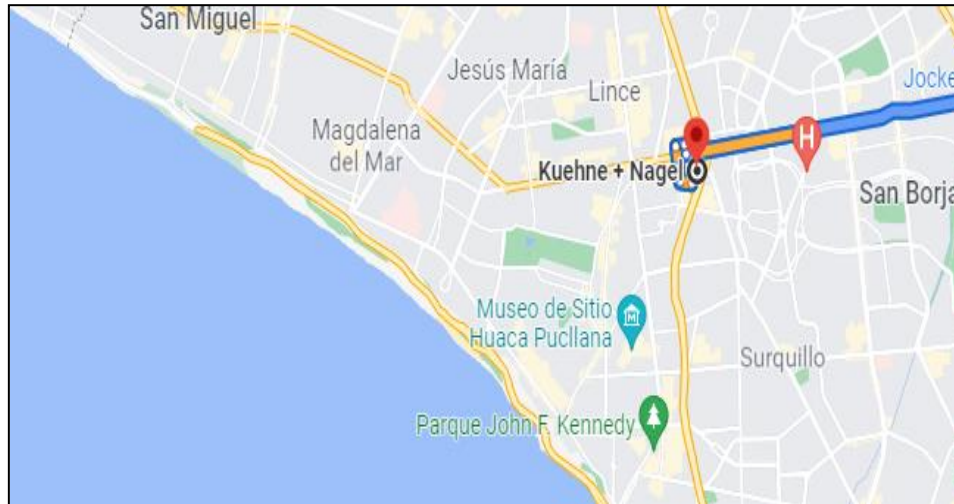 San Miguel
Jesús María
Jocke
Lince
Magdalena
del Mar
H
Kuehne + Nagel
San Borja
Museo de Sitio
Huaca Pucllana
M
Surquillo
Parque John F. Kennedy